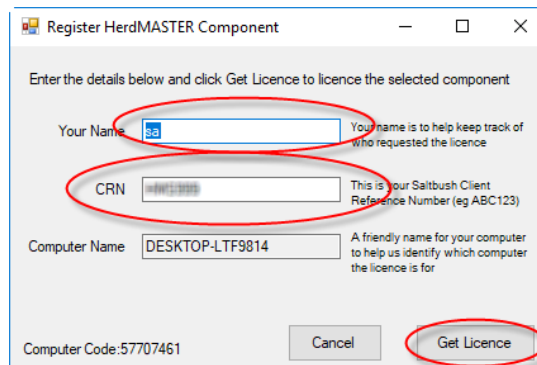 Register HerdMASTER Component
Enter the details below and click Get Licence to licence the selected component
Your Name
sa
Your name is to help keep track of
who requested the licence
CRN
This is your Saltbush Client
Reference Number (eg ABC123)
Computer Name
DESKTOP-LTF9814
A friendly name for your computer
to help us identify which computer
the licence is for
Computer Code:57707461
Cancel
Get Licence